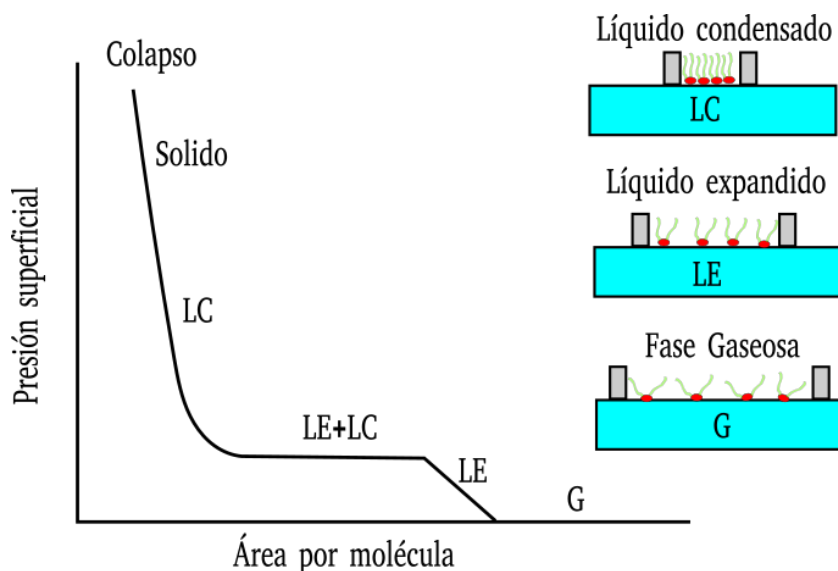 Colapso
Solido
LC
LE+LC
LE
G
Presión superficial
Área por molécula
Líquido condensado
LC
Líquido expandido
LE
Fase Gaseosa
G